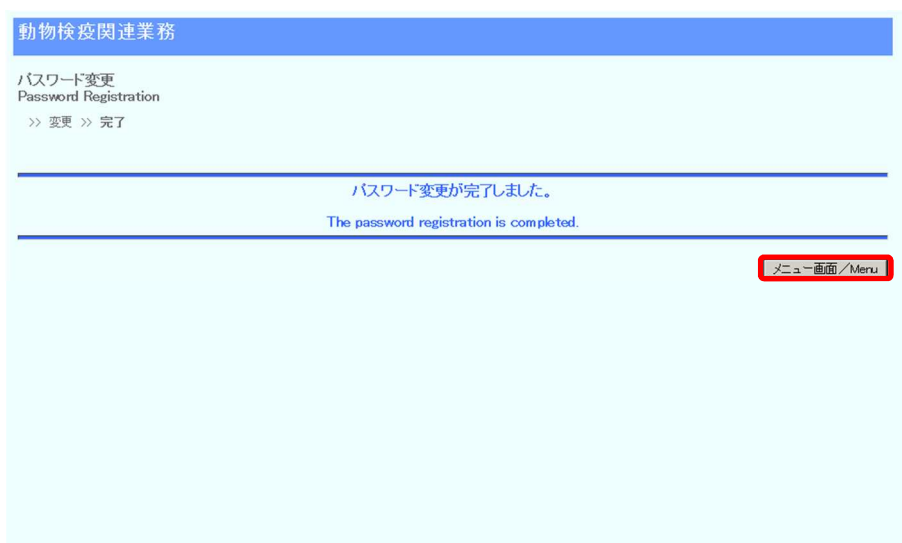 動物検疫関連業務
パスワード変更
Password Registration
>> 変更 >> 完了
パスワード変更が完了しました。
The password registration is completed.
メニュー画面／Menu